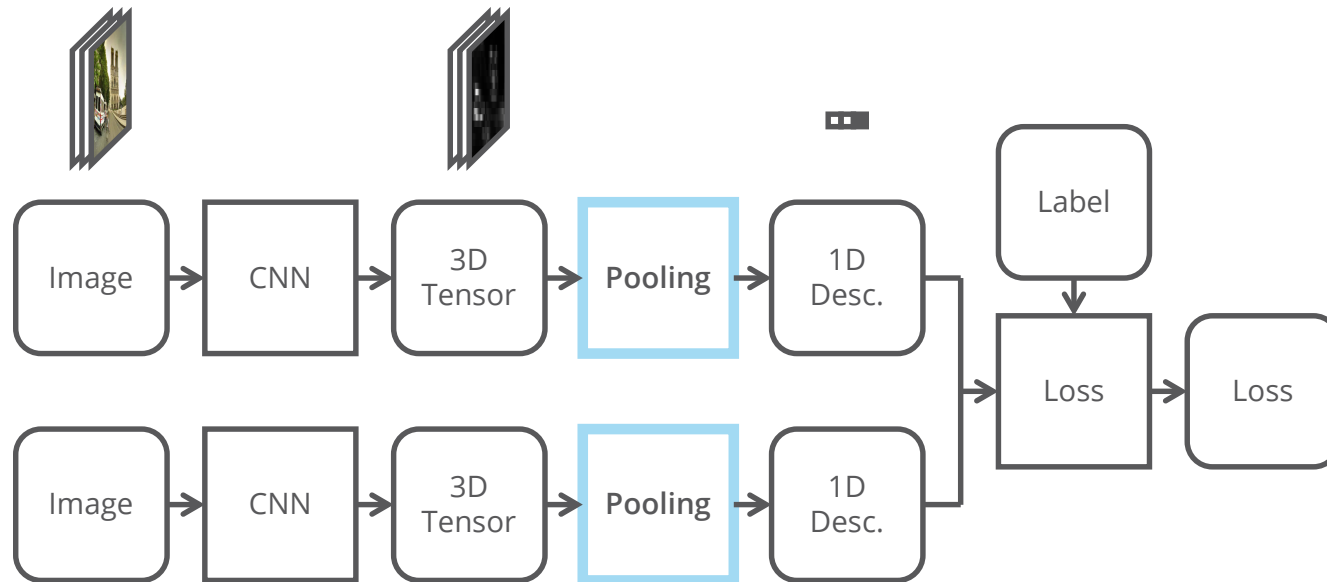 Label
Image
CNN
3D
Tensor
Pooling
1D
Desc.
Loss
Loss
Image
CNN
3D
Tensor
Pooling
1D
Desc.